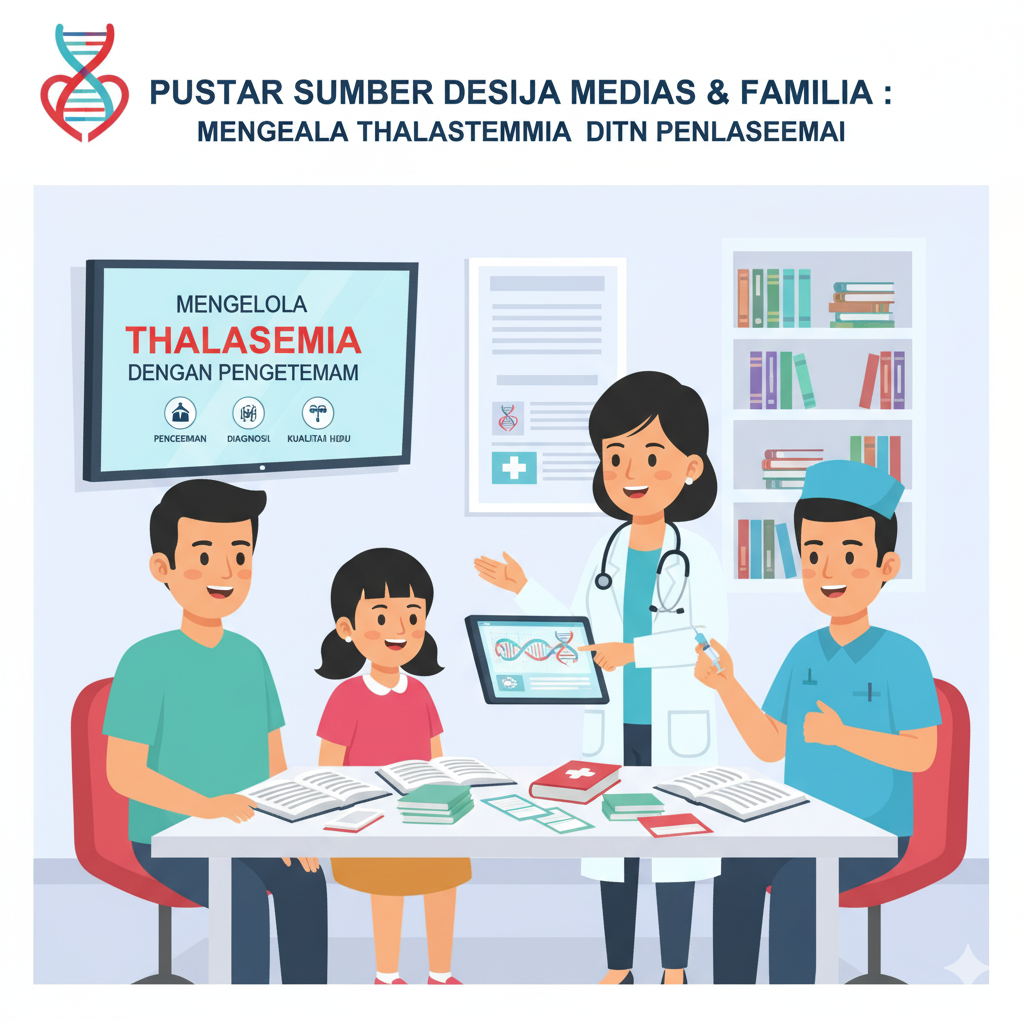 PUSTAR SUMBER DESIJA MEDIAS & FAMILIA :
MENGEALA THALASTEMMIA DITN PENLASEEMAI
MENGELOLA
THALASEMIA
DENGAN PENGETEMAM
PENCEEMAN DIAGNOSI. KUALITAI HIDU